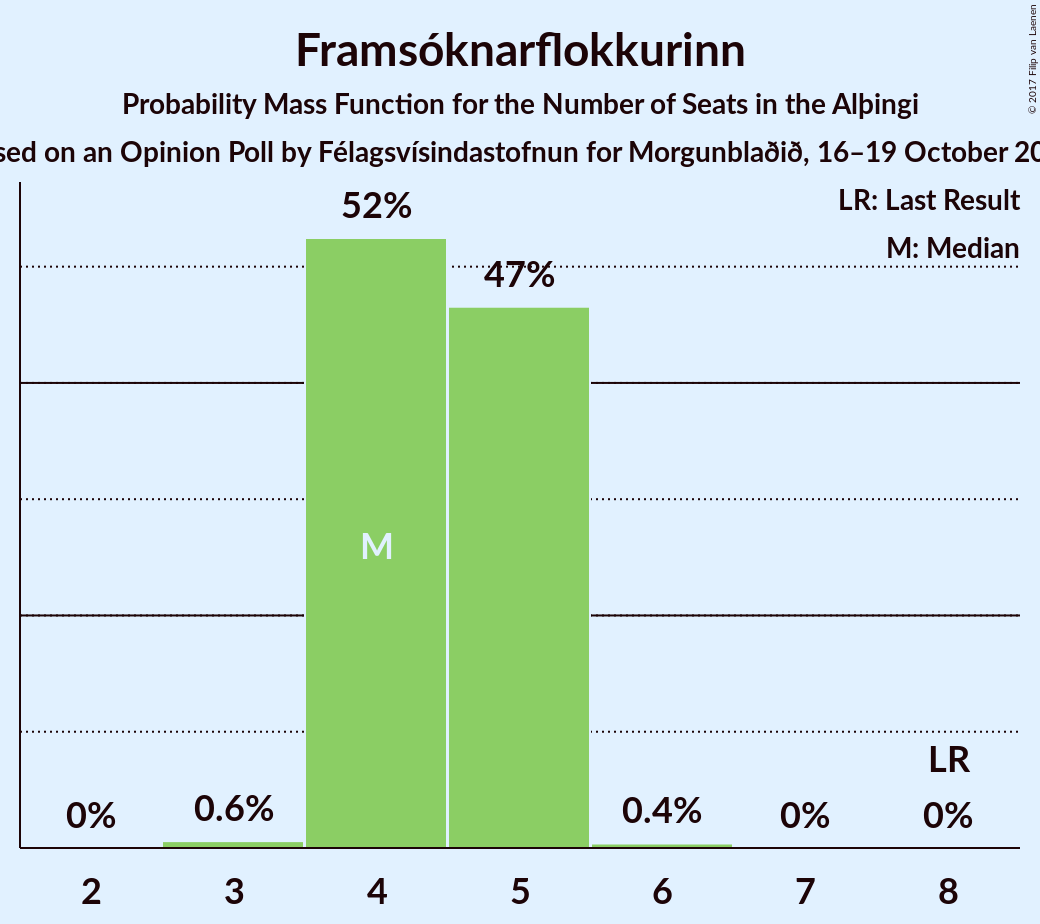 Framsóknarflokkurinn
Probability Mass Function for the Number of Seats in the Alþingi
on an Opinion Poll by Félagsvísindastofnun for Morgunblaðið, 16–19 October
LR: Last Result
M: Median
52%
47%
M
LR
0%
0.6%
0.4%
0%
0%
2
3
4
5
6
7
8
© 2017 Filip van Laenen